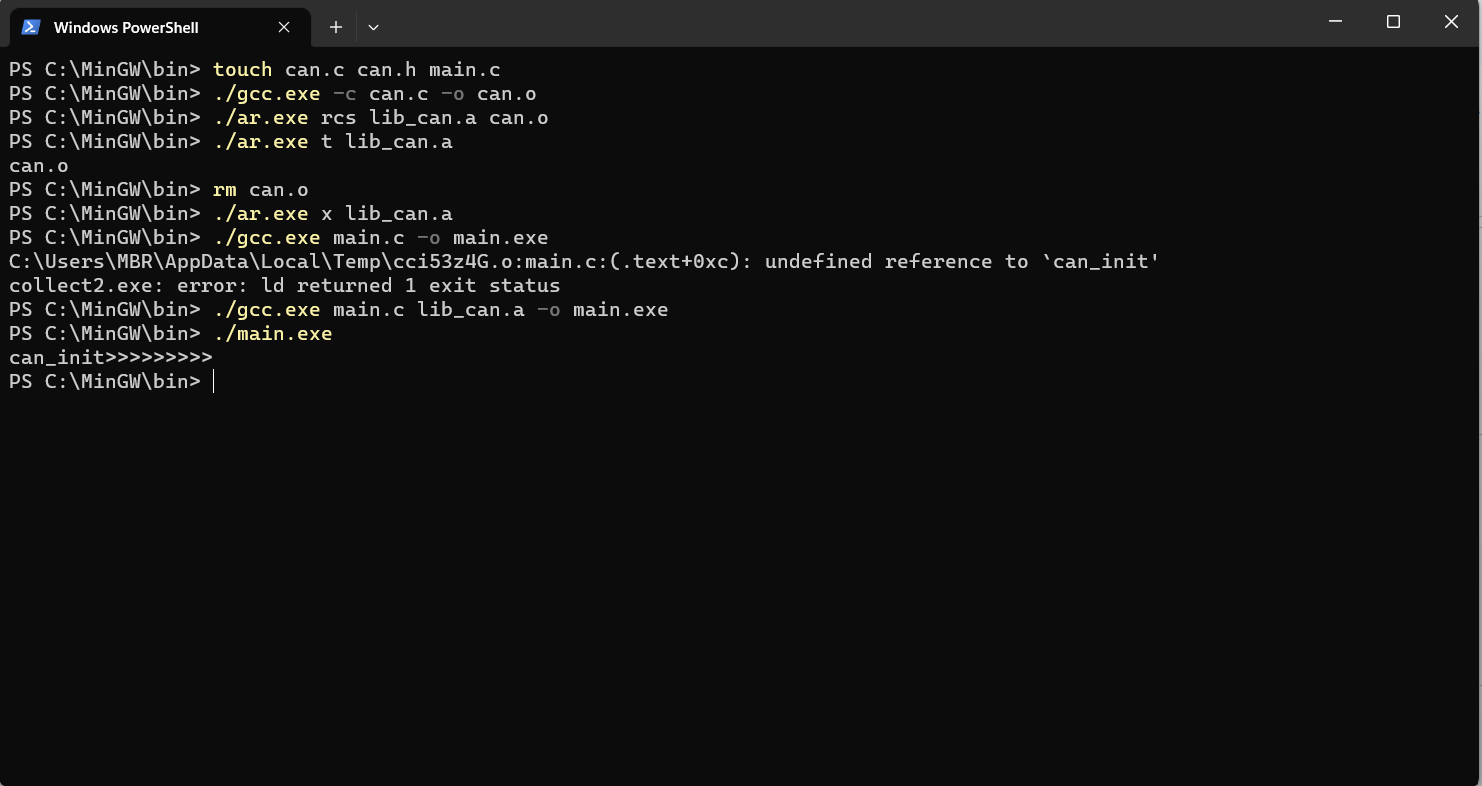 Windows PowerShell
PS C:\MinGW\bin> touch can.c can.h main.c
PS C:\MinGW\bin> ./gcc.exe -c can.c -o can.o
PS C:\MinGW\bin> ./ar.exe rcs lib_can.a can.o
PS C:\MinGW\bin> ./ar.exe t lib_can.a
can.o
PS C:\MinGW\bin> rm can.o
PS C:\MinGW\bin> ./ar.exe x lib_can.a
PS C:\MinGW\bin> ./gcc.exe main.c -o main.exe
C:\Users\MBR\AppData\Local\Temp\cci53z4G.o:main.c:(.text+0xc): undefined reference to `can_init'
collect2.exe: error: ld returned 1 exit status
PS C:\MinGW\bin> ./gcc.exe main.c lib_can.a -o main.exe
PS C:\MinGW\bin> ./main.exe
can_init>>>>>>>>>
PS C:\MinGW\bin>